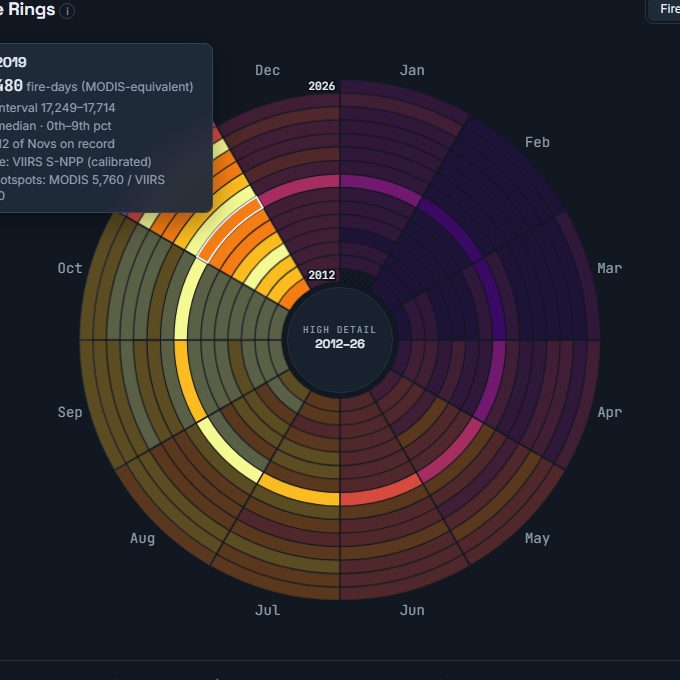 Rings i
Fire
2019
fire-days (MODIS-equivalent)
nterval 17,249–17,714
median · 0th–9th pct
12 of Novs on record
e: VIIRS S-NPP (calibrated)
otspots: MODIS 5,760 / VIIRS
0
Dec
2026
Jan
Feb
Oct
Mar
2012
HIGH DETAIL
2012–26
Sep
Apr
Aug
May
Jul
Jun